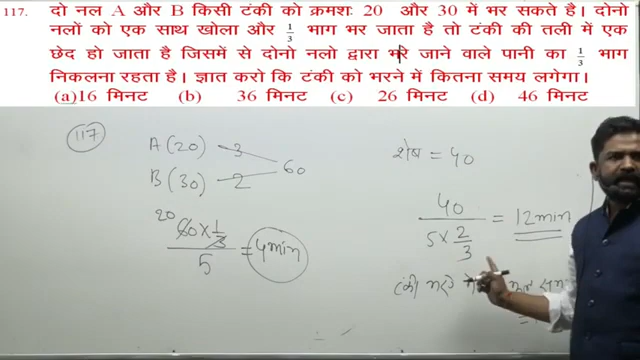 117. दो नल A और B किसी टंकी को क्रमशः 20 और 30 में भर सकते है। दोनो
नलों को एक साथ खोला और 1/3 भाग भर जाता है तो टंकी की तली में एक
छेद हो जाता है जिसमें से दोनो नलो द्वारा भरे जाने वाले पानी का 1/3 भाग
निकलना रहता है। ज्ञात करो कि टंकी को भरने में कितना समय लगेगा।
(a)16 मिनट (b) 36 मिनट (c) 26 मिनट (d) 46 मिनट
117
A (20) 3
60
B (30) 2
20
60 × 1/3
5
= 4 min
शेष = 40
40
5 × 2/3
= 12 min
टंकी भरने